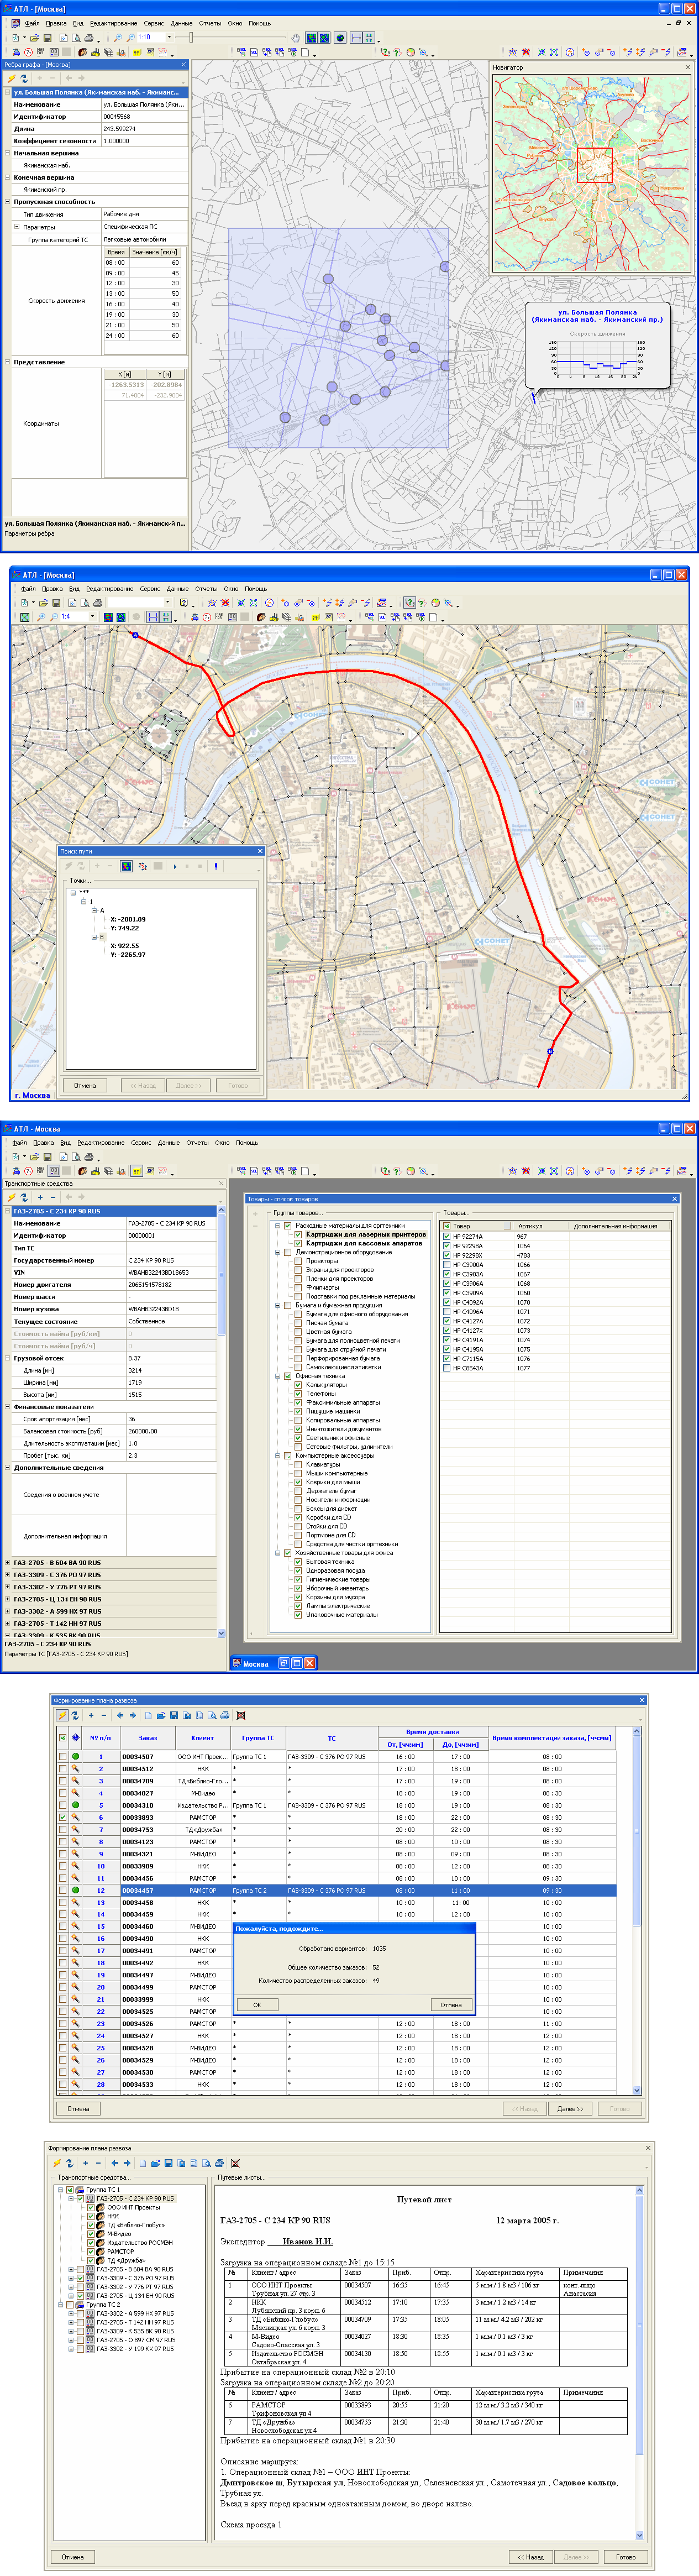 АТЛ - [Москва]
Файл Правка Вид Редактирование Сервис Данные Отчеты Окно Помощь
1:10
Ребра графа - [Москва]
ул. Большая Полянка (Якиманская наб. - Якиманс...
Наименование ул. Большая Полянка (Яки...
Идентификатор 00045568
Длина 243.599274
Коэффициент сезонности 1.000000
Начальная вершина
Якиманская наб.
Конечная вершина
Якиманский пр.
Пропускная способность
Тип движения Рабочие дни
Параметры Специфическая ПС
Группа категорий ТС Легковые автомобили
Время Значение [км/ч]
08 : 00 60
09 : 00 45
12 : 00 30
13 : 00 50
16 : 00 40
19 : 00 30
21 : 00 50
24 : 00 60
Скорость движения
Представление
X [м] Y [м]
-1263.5313 -202.8984
71.4004 -232.9004
Координаты
ул. Большая Полянка (Якиманская наб. - Якиманский п...
Параметры ребра
Навигатор
ул. Большая Полянка
(Якиманская наб. - Якиманский пр.)
Скорость движения
150 150
120 120
90 90
60 60
30 30
0 0
0 4 8 12 16 20 24
АТЛ - [Москва]
Файл Правка Вид Редактирование Сервис Данные Отчеты Окно Помощь
1:4
A
Поиск пути
Точки...
***
1
A
X: -2081.89
Y: 749.22
B
X: 922.55
Y: -2265.97
Отмена << Назад Далее >> Готово
СОНЕТ
B
г. Москва
АТЛ - Москва
Файл Правка Вид Редактирование Сервис Данные Отчеты Окно Помощь
Транспортные средства
ГАЗ-2705 - С 234 КР 90 RUS
Наименование ГАЗ-2705 - С 234 КР 90 RUS
Идентификатор 00000001
Тип ТС
Государственный номер С 234 КР 90 RUS
VIN WBAHB32243BD18653
Номер двигателя 2065154578182
Номер шасси -
Номер кузова WBAHB32243BD18
Текущее состояние Собственное
Стоимость найма [руб/км] 0
Стоимость найма [руб/ч] 0
Грузовой отсек 8.37
Длина [мм] 3214
Ширина [мм] 1719
Высота [мм] 1515
Финансовые показатели
Срок амортизации [мес] 36
Балансовая стоимость [руб] 260000.00
Длительность эксплуатации [мес] 1.0
Пробег [тыс. км] 2.3
Дополнительные сведения
Сведения о военном учете
Дополнительная информация
ГАЗ-2705 - В 604 ВА 90 RUS
ГАЗ-3309 - С 376 РО 97 RUS
ГАЗ-3302 - У 776 РТ 97 RUS
ГАЗ-2705 - Ц 134 ЕН 90 RUS
ГАЗ-3302 - А 599 НХ 97 RUS
ГАЗ-2705 - Т 142 НН 97 RUS
ГАЗ-3309 - К 535 ВК 90 RUS
ГАЗ-2705 - С 234 КР 90 RUS
Параметры ТС [ГАЗ-2705 - С 234 КР 90 RUS]
Товары - список товаров
Группы товаров...
Расходные материалы для оргтехники
Картриджи для лазерных принтеров
Картриджи для кассовых апаратов
Демонстрационное оборудование
Проекторы
Экраны для проекторов
Пленки для проекторов
Флипчарты
Подставки под рекламные материалы
Бумага и бумажная продукция
Бумага для офисного оборудования
Писчая бумага
Цветная бумага
Бумага для полноцветной печати
Бумага для струйной печати
Перфорированная бумага
Самоклеющиеся этикетки
Офисная техника
Калькуляторы
Телефоны
Факсимильные аппараты
Пишущие машинки
Копировальные аппараты
Уничтожители документов
Светильники офисные
Сетевые фильтры, удлинители
Компьютерные аксессуары
Клавиатуры
Мыши компьютерные
Коврики для мыши
Держатели бумаг
Носители информации
Боксы для дискет
Коробки для CD
Стойки для CD
Портмоне для CD
Средства для чистки оргтехники
Хозяйственные товары для офиса
Бытовая техника
Одноразовая посуда
Гигиенические товары
Уборочный инвентарь
Корзины для мусора
Лампы электрические
Упаковочные материалы
Товары...
Товар Артикул Дополнительная информация
HP 92274A 967
HP 92298A 1064
HP 92298X 4783
HP C3900A 1066
HP C3903A 1067
HP C3906A 1068
HP C3909A 1060
HP C4092A 1070
HP C4096A 1071
HP C4127A 1072
HP C4127X 1073
HP C4191A 1074
HP C4195A 1075
HP C7115A 1076
HP C8543A 1077
Москва
Формирование плана развоза
№ п/п Заказ Клиент Группа ТС ТС Время доставки Время комплектации заказа, [чч:мм]
От, [чч:мм] До, [чч:мм]
1 00034507 ООО ИНТ Проек... Группа ТС 1 ГАЗ-3309 - С 376 РО 97 RUS 16 : 00 17 : 00 08 : 00
2 00034512 НКК * * 17 : 00 18 : 00 08 : 00
3 00034709 ТД «Библио-Гло... * * 17 : 00 19 : 00 08 : 00
4 00034027 М-Видео * * 18 : 00 19 : 00 08 : 00
5 00034310 Издательство Р... Группа ТС 1 ГАЗ-3309 - С 376 РО 97 RUS 18 : 00 19 : 00 08 : 00
6 00033893 РАМСТОР * * 18 : 00 22 : 00 08 : 30
7 00034753 ТД «Дружба» * * 20 : 00 22 : 00 08 : 30
8 00034123 РАМСТОР * * 08 : 00 10 : 00 08 : 30
9 00034321 М-ВИДЕО * * 08 : 00 09 : 00 08 : 30
10 00033989 НКК * * 08 : 00 12 : 00 08 : 30
11 00034456 РАМСТОР * * 08 : 00 10 : 00 09 : 30
12 00034457 РАМСТОР Группа ТС 2 ГАЗ-3309 - С 376 РО 97 RUS 08 : 00 11 : 00 09 : 30
13 00034458 НКК * * 10 : 00 11 : 00 10 : 00
14 00034459 НКК * * 10 : 00 12 : 00 10 : 00
15 00034460 М-ВИДЕО 10 : 00
16 00034490 НКК 10 : 00
17 00034491 РАМСТОР 10 : 00
18 00034492 НКК 10 : 00
19 00034497 М-ВИДЕО 10 : 00
20 00034499 РАМСТОР 10 : 00
21 00033999 НКК 10 : 00
22 00034525 РАМСТОР 10 : 00
23 00034526 РАМСТОР * * 12 : 00 18 : 00 11 : 00
24 00034527 НКК * * 12 : 00 18 : 00 12 : 00
25 00034528 М-ВИДЕО * * 12 : 00 18 : 00 12 : 00
26 00034529 М-ВИДЕО * * 12 : 00 18 : 00 12 : 00
27 00034530 РАМСТОР * * 12 : 00 18 : 00 12 : 00
28 00034533 НКК * * 12 : 00 18 : 00 12 : 00
Пожалуйста, подождите...
Обработано вариантов: 1035
Общее количество заказов: 52
Количество распределенных заказов: 49
ОК Отмена
Отмена << Назад Далее >> Готово
Формирование плана развоза
Транспортные средства...
Группа ТС 1
ГАЗ-2705 - С 234 КР 90 RUS
ООО ИНТ Проекты
НКК
ТД «Библио-Глобус»
М-Видео
Издательство РОСМЭН
РАМСТОР
ТД «Дружба»
ГАЗ-2705 - В 604 ВА 90 RUS
ГАЗ-3309 - С 376 РО 97 RUS
ГАЗ-3302 - У 776 РТ 97 RUS
ГАЗ-2705 - Ц 134 ЕН 90 RUS
Группа ТС 2
ГАЗ-3302 - А 599 НХ 97 RUS
ГАЗ-2705 - Т 142 НН 97 RUS
ГАЗ-3309 - К 535 ВК 90 RUS
ГАЗ-2705 - О 897 СМ 97 RUS
ГАЗ-3302 - У 199 КХ 97 RUS
Путевые листы...
Путевой лист
ГАЗ-2705 - С 234 КР 90 RUS 12 марта 2005 г.
Экспедитор Иванов И.И.
Загрузка на операционном складе №1 до 15:15
№ Клиент / адрес Заказ Приб. Отпр. Характеристика груза Примечания
1 ООО ИНТ Проекты 00034507 16:35 16:45 5 м.м / 1.8 м3 / 106 кг конт. лицо
Трубная ул. 27 стр. 3 Анастасия
2 НКК 00034512 17:10 17:35 3 м.м / 1.2 м3 / 14 кг
Лубянский пр. 3 корп. 6
3 ТД «Библио-Глобус» 00034709 17:35 18:05 11 м.м / 4.2 м3 / 202 кг
Мясницкая ул. 6 корп. 3
4 М-Видео 00034027 18:30 18:35 1 м.м / 0.1 м3 / 3 кг
Садово-Спасская ул. 3
5 Издательство РОСМЭН 00034130 18:50 18:55 1 м.м / 0.1 м3 / 3 кг
Октябрьская ул. 4
Прибытие на операционный склад №2 в 20:10
Загрузка на операционном складе №2 до 20:20
№ Клиент / адрес Заказ Приб. Отпр. Характеристика груза Примечания
6 РАМСТОР 00033893 20:55 21:20 12 м.м / 3.2 м3 / 340 кг
Трифоновская ул 4
7 ТД «Дружба» 00034753 21:30 21:40 30 м.м / 1.7 м3 / 270 кг
Новослободская ул 4
Прибытие на операционный склад №1 в 20:30
Описание маршрута:
1. Операционный склад №1 – ООО ИНТ Проекты:
Дмитровское ш, Бутырская ул, Новослободская ул, Селезневская ул., Самотечная ул., Садовое кольцо,
Трубная ул.
Въезд в арку перед красным одноэтажным домом, во дворе налево.
Схема проезда 1
Отмена << Назад Далее >> Готово